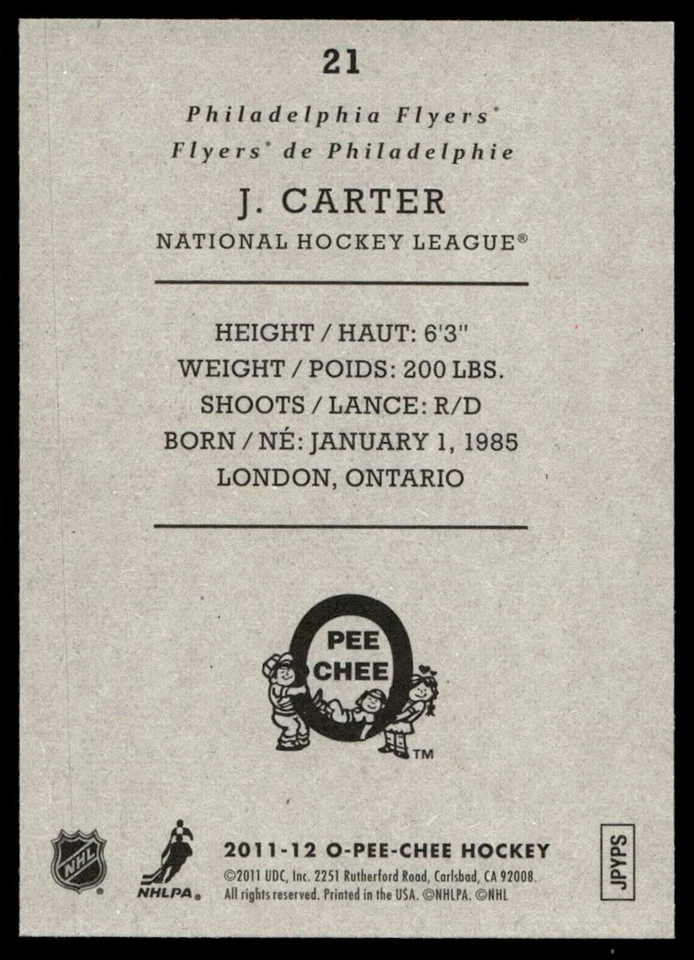 21
Philadelphia Flyers®
Flyers® de Philadelphie
J. CARTER
NATIONAL HOCKEY LEAGUE®
HEIGHT / HAUT: 6'3"
WEIGHT / POIDS: 200 LBS.
SHOOTS / LANCE: R/D
BORN / NÉ: JANUARY 1, 1985
LONDON, ONTARIO
O
PEE
CHEE
TM
NHL
®
NHLPA®
2011-12 O-PEE-CHEE HOCKEY
©2011 UDC, Inc. 2251 Rutherford Road, Carlsbad, CA 92008.
All rights reserved. Printed in the USA. ©NHLPA. ©NHL
JPYPS